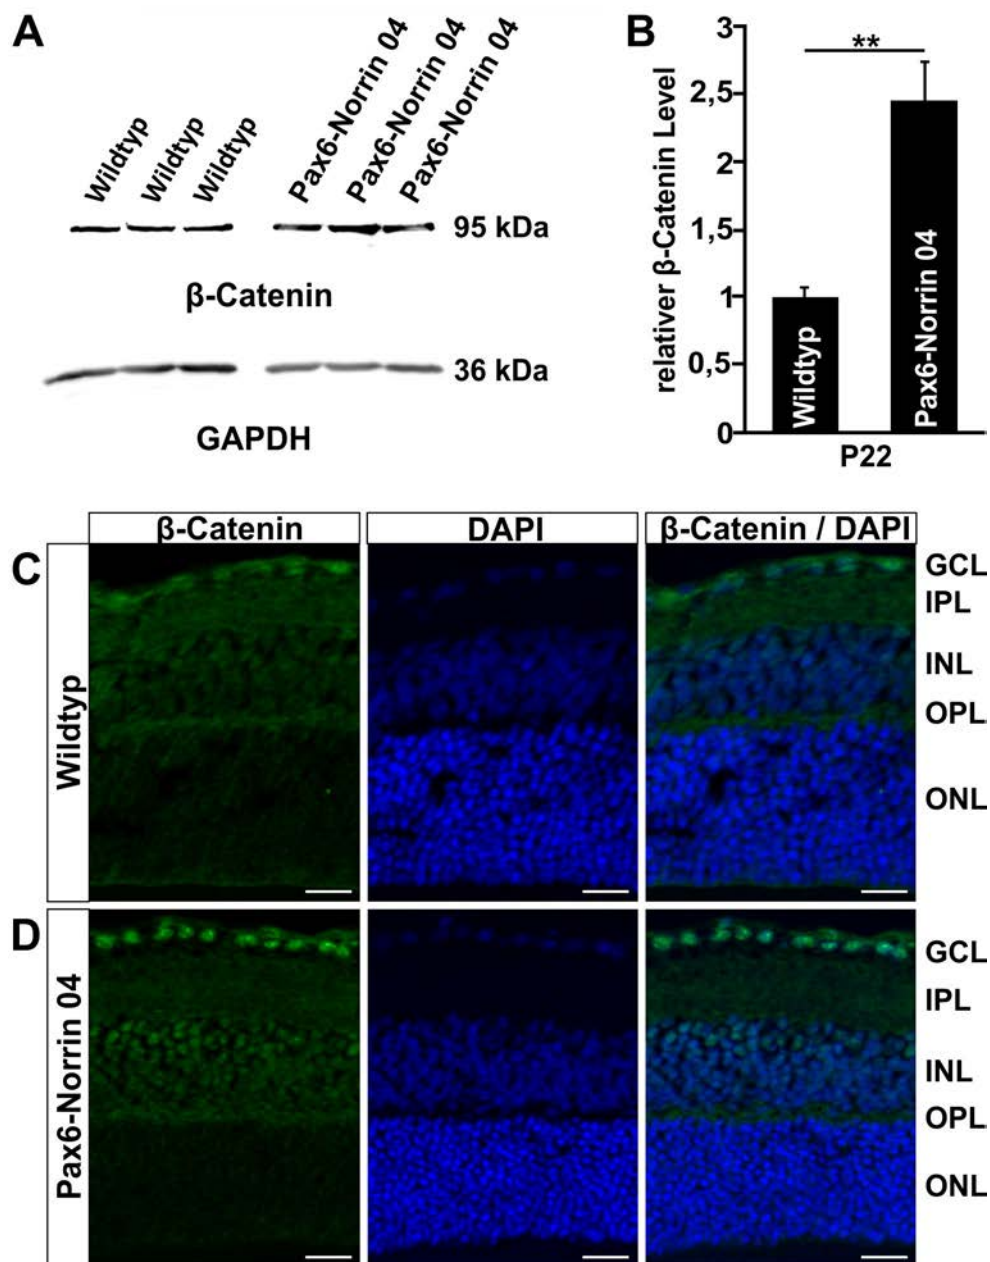 A
Wildtyp
Wildtyp
Wildtyp
Pax6-Norrin 04
Pax6-Norrin 04
Pax6-Norrin 04
95 kDa
β-Catenin
36 kDa
GAPDH
B
relativer β-Catenin Level
3
2,5
2
1,5
1
0,5
0
**
Wildtyp
Pax6-Norrin 04
P22
β-Catenin
DAPI
β-Catenin / DAPI
C
Wildtyp
GCL
IPL
INL
OPL
ONL
D
Pax6-Norrin 04
GCL
IPL
INL
OPL
ONL